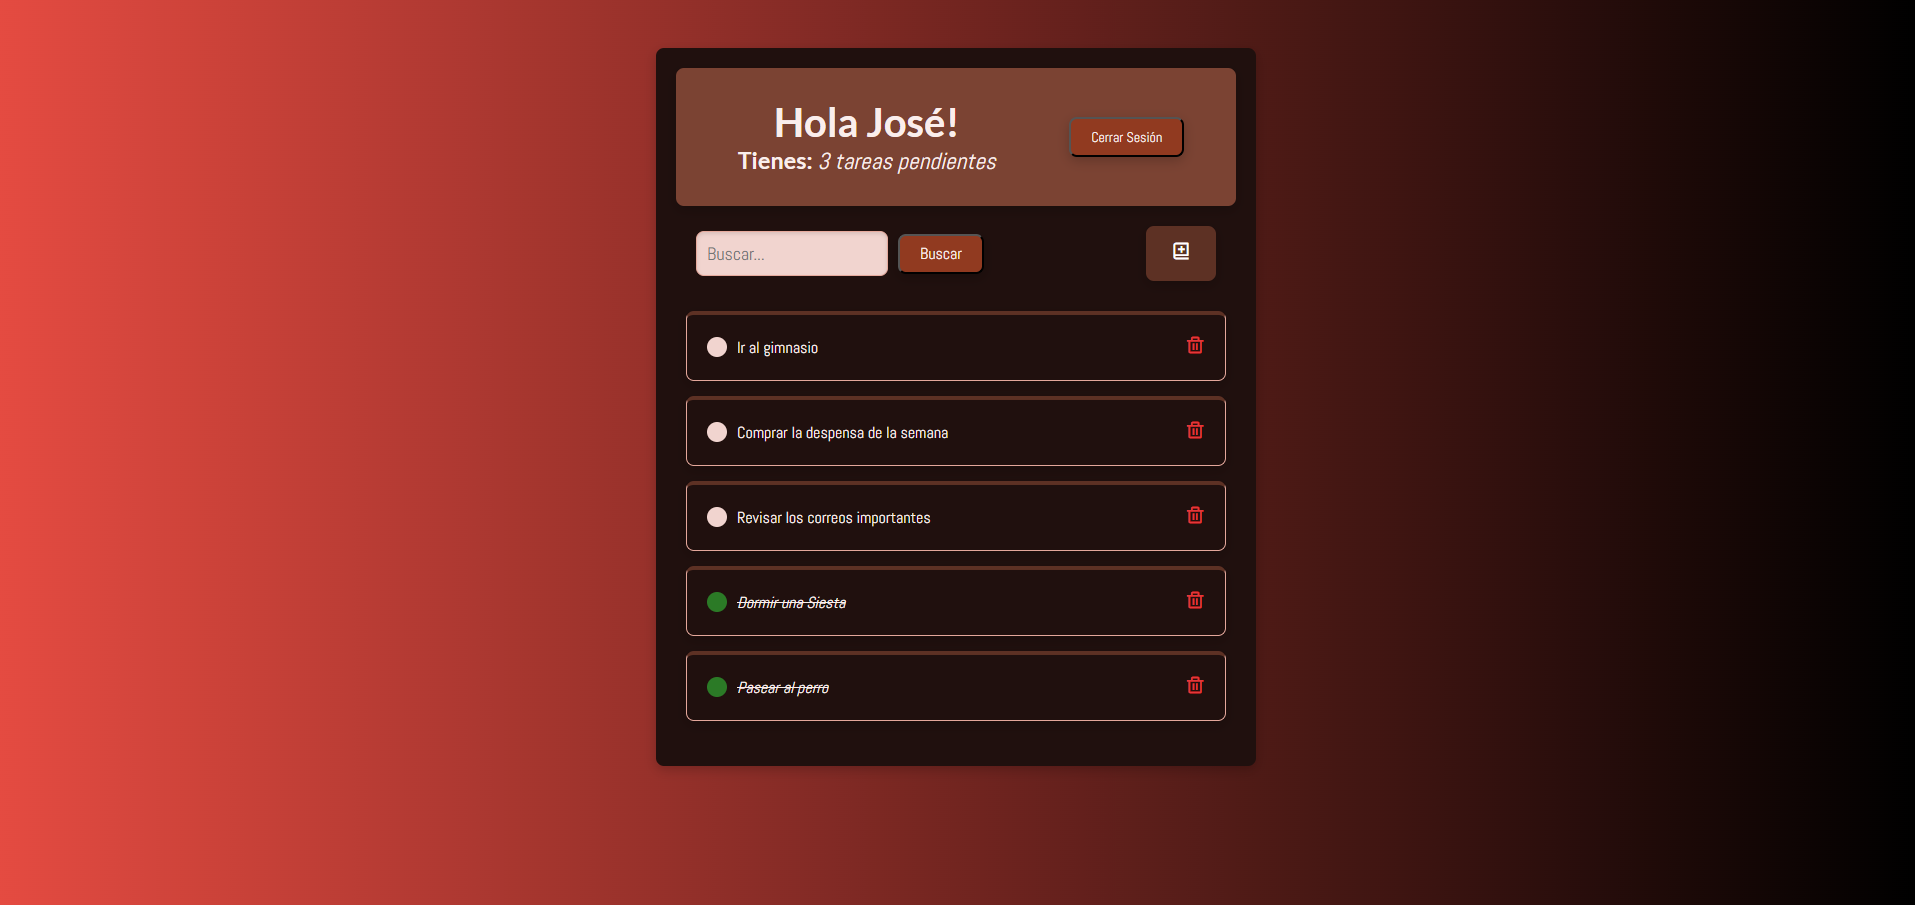 Hola José!
Tienes: 3 tareas pendientes
Cerrar Sesión
Buscar...
Buscar
Ir al gimnasio
Comprar la despensa de la semana
Revisar los correos importantes
Dormir una Siesta
Pasear al perro